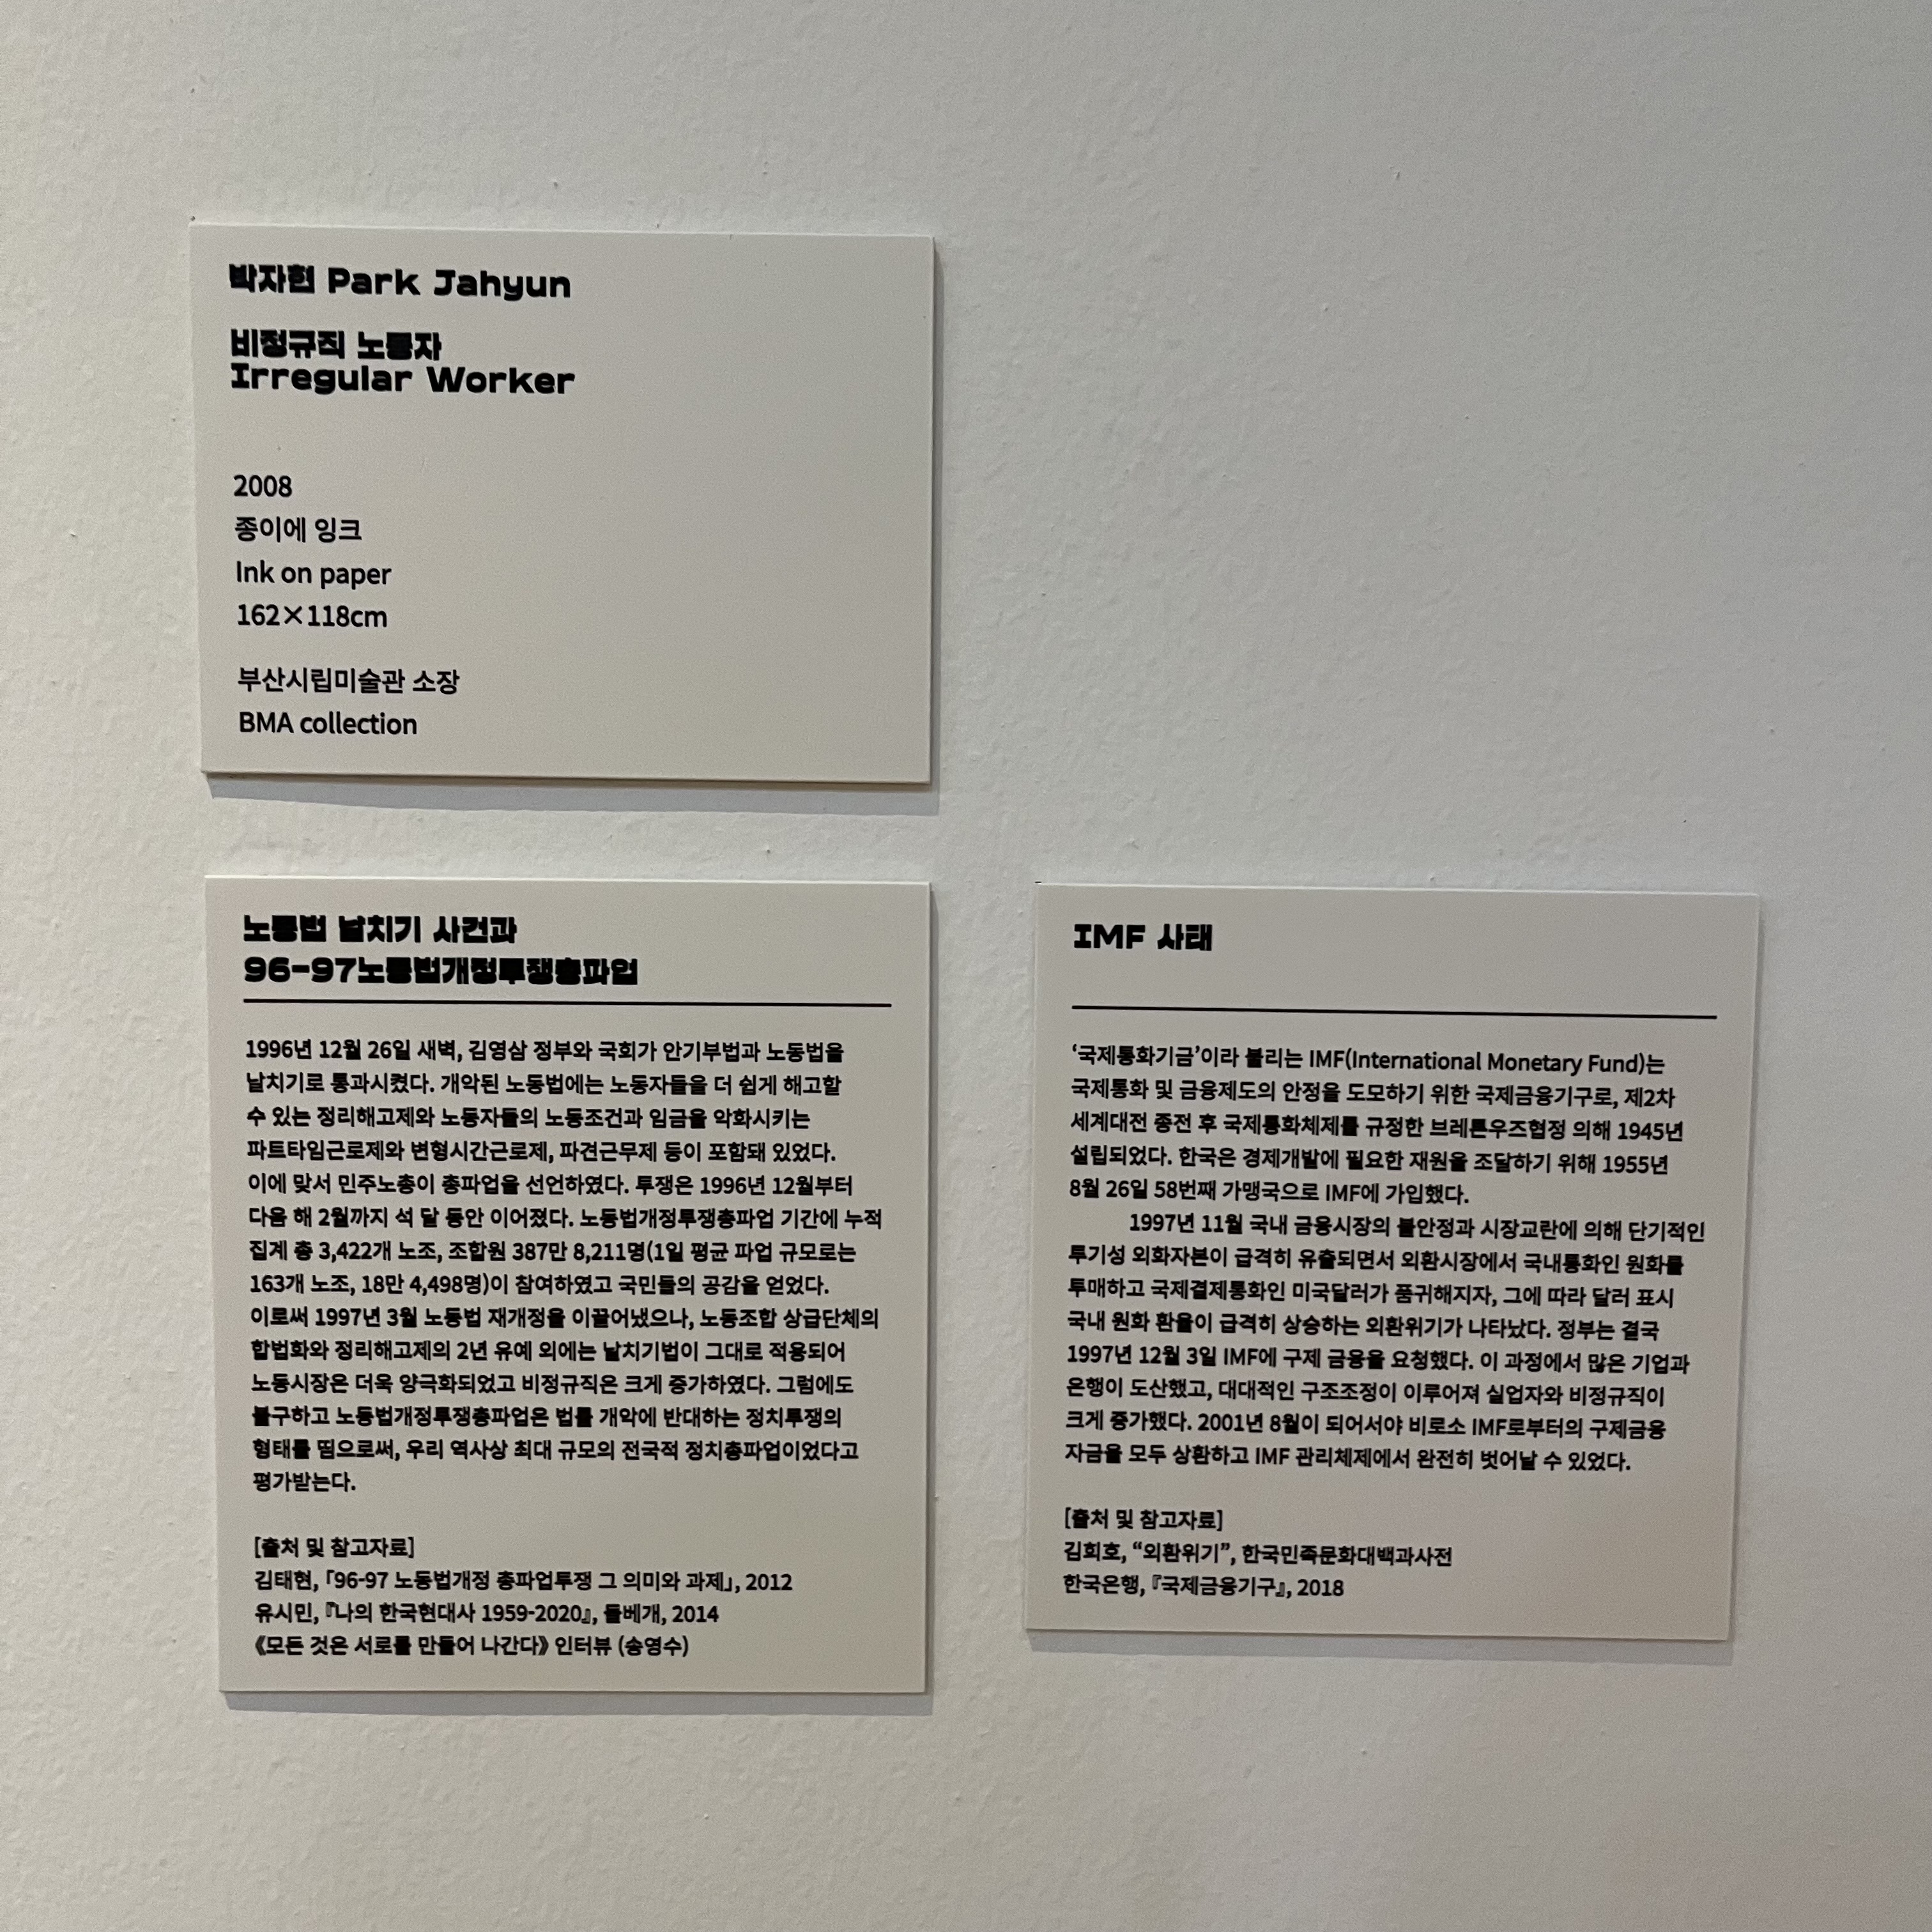 박자현 Park Jahyun
비정규직 노동자
Irregular Worker
2008
종이에 잉크
Ink on paper
162×118cm
부산시립미술관 소장
BMA collection
노동법 날치기 사건과
96-97노동법개정투쟁총파업
1996년 12월 26일 새벽, 김영삼 정부와 국회가 안기부법과 노동법을
날치기로 통과시켰다. 개악된 노동법에는 노동자들을 더 쉽게 해고할
수 있는 정리해고제와 노동자들의 노동조건과 임금을 악화시키는
파트타임근로제와 변형시간근로제, 파견근무제 등이 포함돼 있었다.
이에 맞서 민주노총이 총파업을 선언하였다. 투쟁은 1996년 12월부터
다음 해 2월까지 석 달 동안 이어졌다. 노동법개정투쟁총파업 기간에 누적
집계 총 3,422개 노조, 조합원 387만 8,211명(1일 평균 파업 규모로는
163개 노조, 18만 4,498명)이 참여하였고 국민들의 공감을 얻었다.
이로써 1997년 3월 노동법 재개정을 이끌어냈으나, 노동조합 상급단체의
합법화와 정리해고제의 2년 유예 외에는 날치기법이 그대로 적용되어
노동시장은 더욱 양극화되었고 비정규직은 크게 증가하였다. 그럼에도
불구하고 노동법개정투쟁총파업은 법률 개악에 반대하는 정치투쟁의
형태를 띰으로써, 우리 역사상 최대 규모의 전국적 정치총파업이었다고
평가받는다.
[출처 및 참고자료]
김태현, 「96-97 노동법개정 총파업투쟁 그 의미와 과제」, 2012
유시민, 『나의 한국현대사 1959-2020』, 돌베개, 2014
《모든 것은 서로를 만들어 나간다》 인터뷰 (송영수)
IMF 사태
‘국제통화기금’이라 불리는 IMF(International Monetary Fund)는
국제통화 및 금융제도의 안정을 도모하기 위한 국제금융기구로, 제2차
세계대전 종전 후 국제통화체제를 규정한 브레튼우즈협정 의해 1945년
설립되었다. 한국은 경제개발에 필요한 재원을 조달하기 위해 1955년
8월 26일 58번째 가맹국으로 IMF에 가입했다.
1997년 11월 국내 금융시장의 불안정과 시장교란에 의해 단기적인
투기성 외화자본이 급격히 유출되면서 외환시장에서 국내통화인 원화를
투매하고 국제결제통화인 미국달러가 품귀해지자, 그에 따라 달러 표시
국내 원화 환율이 급격히 상승하는 외환위기가 나타났다. 정부는 결국
1997년 12월 3일 IMF에 구제 금융을 요청했다. 이 과정에서 많은 기업과
은행이 도산했고, 대대적인 구조조정이 이루어져 실업자와 비정규직이
크게 증가했다. 2001년 8월이 되어서야 비로소 IMF로부터의 구제금융
자금을 모두 상환하고 IMF 관리체제에서 완전히 벗어날 수 있었다.
[출처 및 참고자료]
김희호, “외환위기”, 한국민족문화대백과사전
한국은행, 『국제금융기구』, 2018